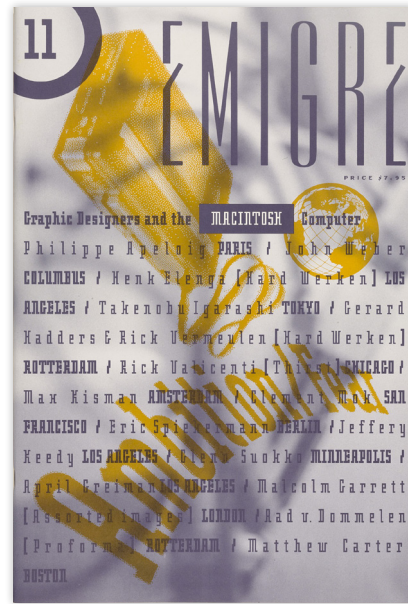 11
EMIGRE
PRICE $7.95
Graphic Designers and the MACINTOSH Computer
Philippe Apeloig PARIS / John Weber
COLUMBUS / Henk Elenga [Hard Werken] LOS
ANGELES / Takenobu Igarashi TOKYO / Gerard
Hadders & Rick Vermeulen [Hard Werken]
ROTTERDAM / Rick Valicenti [Thirst] CHICAGO /
Max Kisman AMSTERDAM / Clement Mok SAN
FRANCISCO / Eric Spiekermann BERLIN / Jeffery
Keedy LOS ANGELES / Glenn Suokko MINNEAPOLIS /
April Greiman LOS ANGELES / Malcolm Garrett
[Assorted images] LONDON / Aad v. Dommelen
[Proforma] ROTTERDAM / Matthew Carter
BOSTON
Ambition/Fear